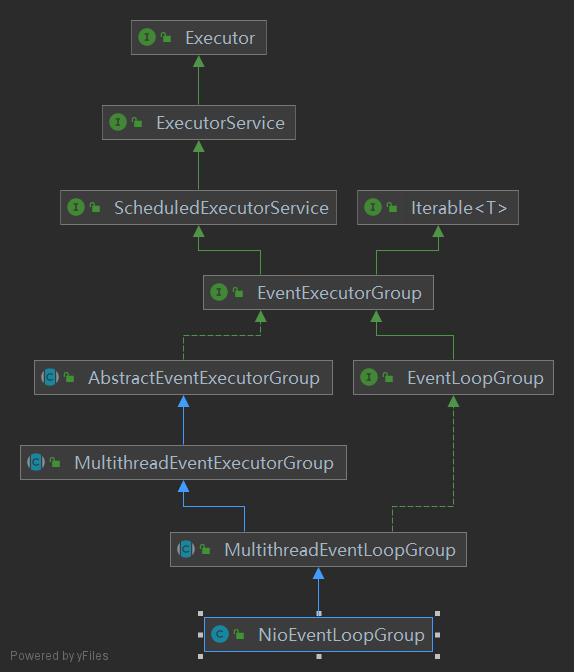 Executor
ExecutorService
ScheduledExecutorService
Iterable<T>
EventExecutorGroup
AbstractEventExecutorGroup
EventLoopGroup
MultithreadEventExecutorGroup
MultithreadEventLoopGroup
NioEventLoopGroup
Powered by yFiles